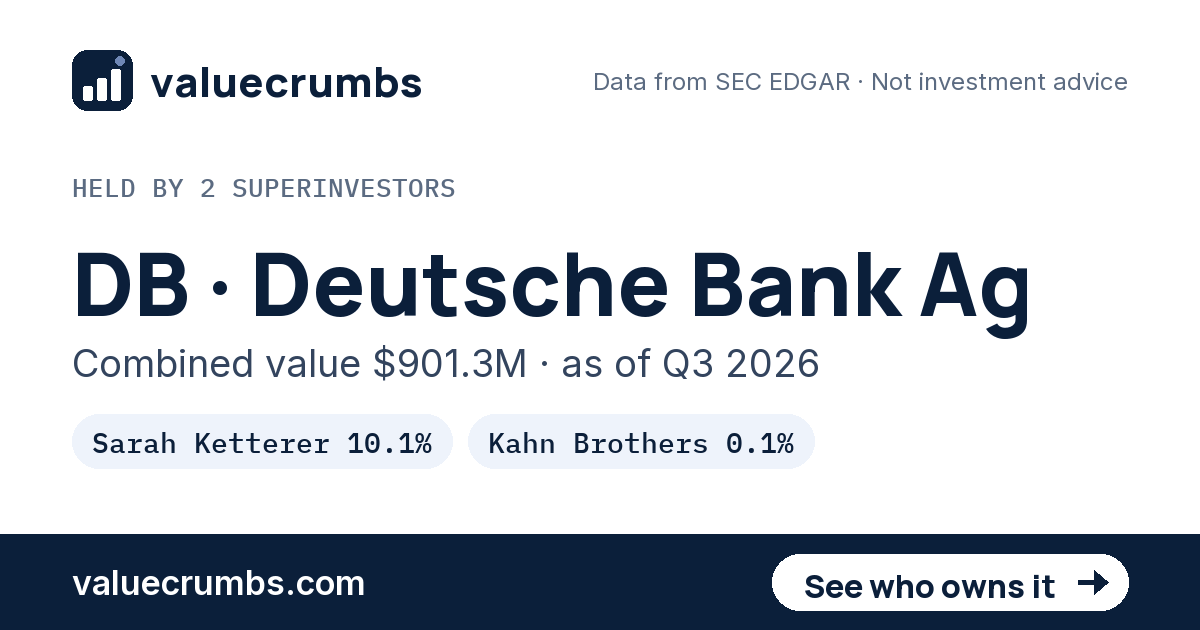 valuecrumbs
Data from SEC EDGAR · Not investment advice
HELD BY 2 SUPERINVESTORS
DB · Deutsche Bank Ag
Combined value $901.3M · as of Q3 2026
Sarah Ketterer 10.1%
Kahn Brothers 0.1%
valuecrumbs.com
See who owns it →